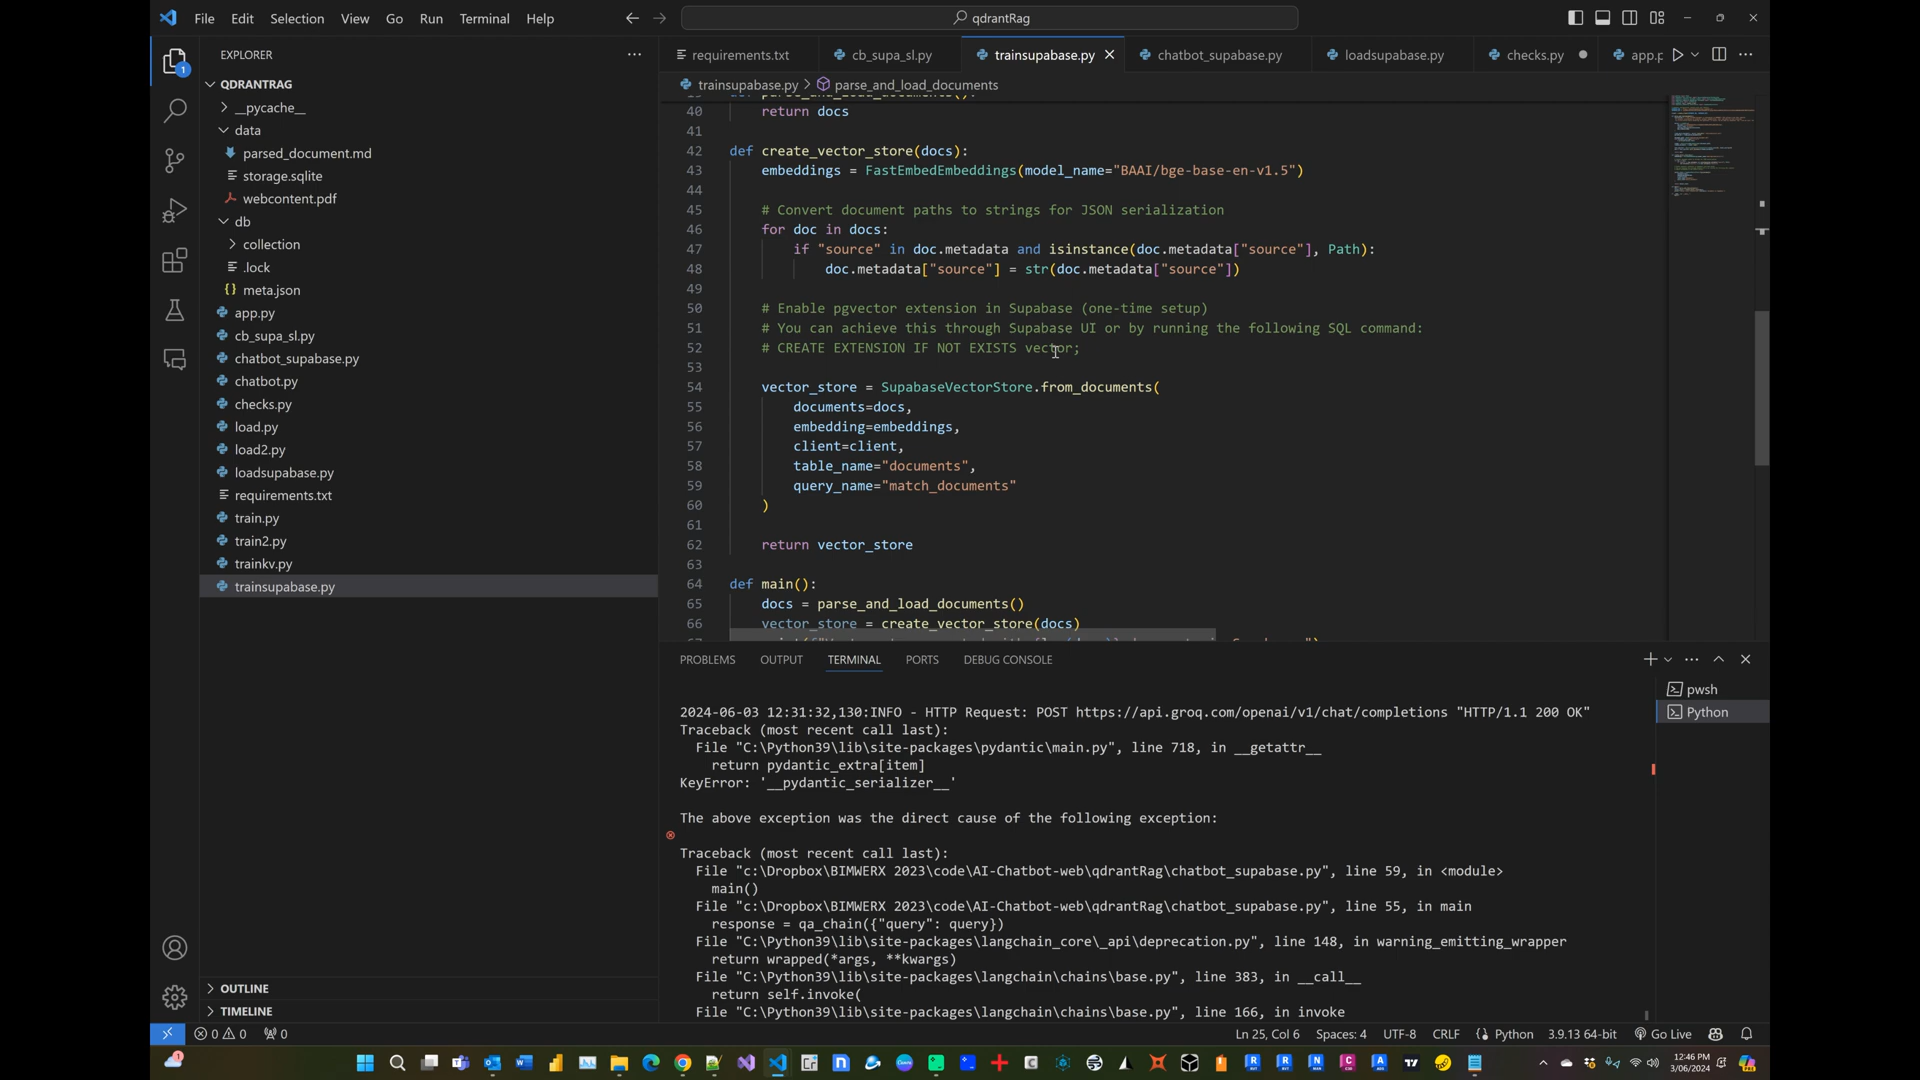 File Edit Selection View Go Run Terminal Help
qdrantRag
EXPLORER
requirements.txt
cb_supa_sl.py
trainsupabase.py
chatbot_supabase.py
loadsupabase.py
checks.py
app.p
1
QDRANTRAG
__pycache__
data
parsed_document.md
storage.sqlite
webcontent.pdf
db
collection
.lock
meta.json
app.py
cb_supa_sl.py
chatbot_supabase.py
chatbot.py
checks.py
load.py
load2.py
loadsupabase.py
requirements.txt
train.py
train2.py
trainkv.py
trainsupabase.py
OUTLINE
TIMELINE
trainsupabase.py > parse_and_load_documents
40 return docs
41
42 def create_vector_store(docs):
43 embeddings = FastEmbedEmbeddings(model_name="BAAI/bge-base-en-v1.5")
44
45 # Convert document paths to strings for JSON serialization
46 for doc in docs:
47 if "source" in doc.metadata and isinstance(doc.metadata["source"], Path):
48 doc.metadata["source"] = str(doc.metadata["source"])
49
50 # Enable pgvector extension in Supabase (one-time setup)
51 # You can achieve this through Supabase UI or by running the following SQL command:
52 # CREATE EXTENSION IF NOT EXISTS vector;
53
54 vector_store = SupabaseVectorStore.from_documents(
55 documents=docs,
56 embedding=embeddings,
57 client=client,
58 table_name="documents",
59 query_name="match_documents"
60 )
61
62 return vector_store
63
64 def main():
65 docs = parse_and_load_documents()
66 vector_store = create_vector_store(docs)
PROBLEMS OUTPUT TERMINAL PORTS DEBUG CONSOLE
pwsh
Python
2024-06-03 12:31:32,130:INFO - HTTP Request: POST https://api.groq.com/openai/v1/chat/completions "HTTP/1.1 200 OK"
Traceback (most recent call last):
File "C:\Python39\lib\site-packages\pydantic\main.py", line 718, in __getattr__
return pydantic_extra[item]
KeyError: '__pydantic_serializer__'
The above exception was the direct cause of the following exception:
Traceback (most recent call last):
File "c:\Dropbox\BIMWERX 2023\code\AI-Chatbot-web\qdrantRag\chatbot_supabase.py", line 59, in <module>
main()
File "c:\Dropbox\BIMWERX 2023\code\AI-Chatbot-web\qdrantRag\chatbot_supabase.py", line 55, in main
response = qa_chain({"query": query})
File "C:\Python39\lib\site-packages\langchain_core\_api\deprecation.py", line 148, in warning_emitting_wrapper
return wrapped(*args, **kwargs)
File "C:\Python39\lib\site-packages\langchain\chains\base.py", line 383, in __call__
return self.invoke(
File "C:\Python39\lib\site-packages\langchain\chains\base.py", line 166, in invoke
0 0 0
Ln 25, Col 6 Spaces: 4 UTF-8 CRLF Python 3.9.13 64-bit Go Live
12:46 PM
3/06/2024